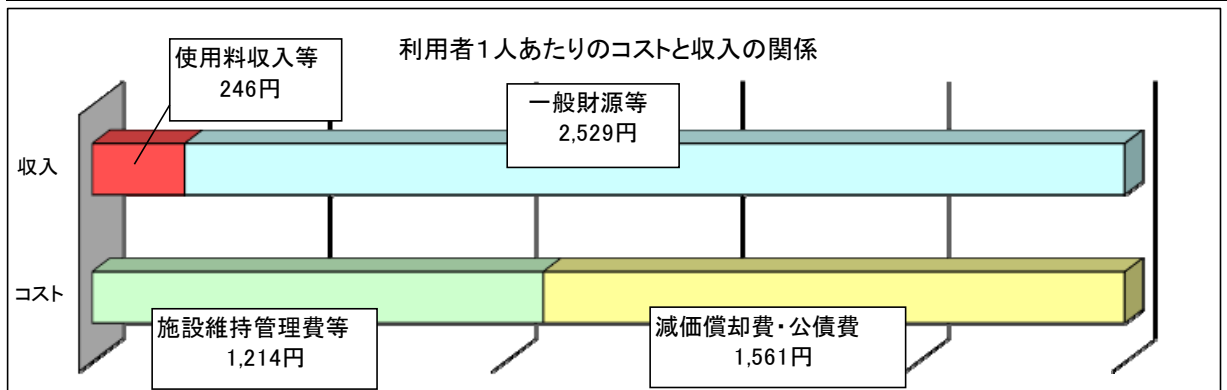 利用者１人あたりのコストと収入の関係
使用料収入等
246円
一般財源等
2,529円
収入
コスト
施設維持管理費等
1,214円
減価償却費・公債費
1,561円